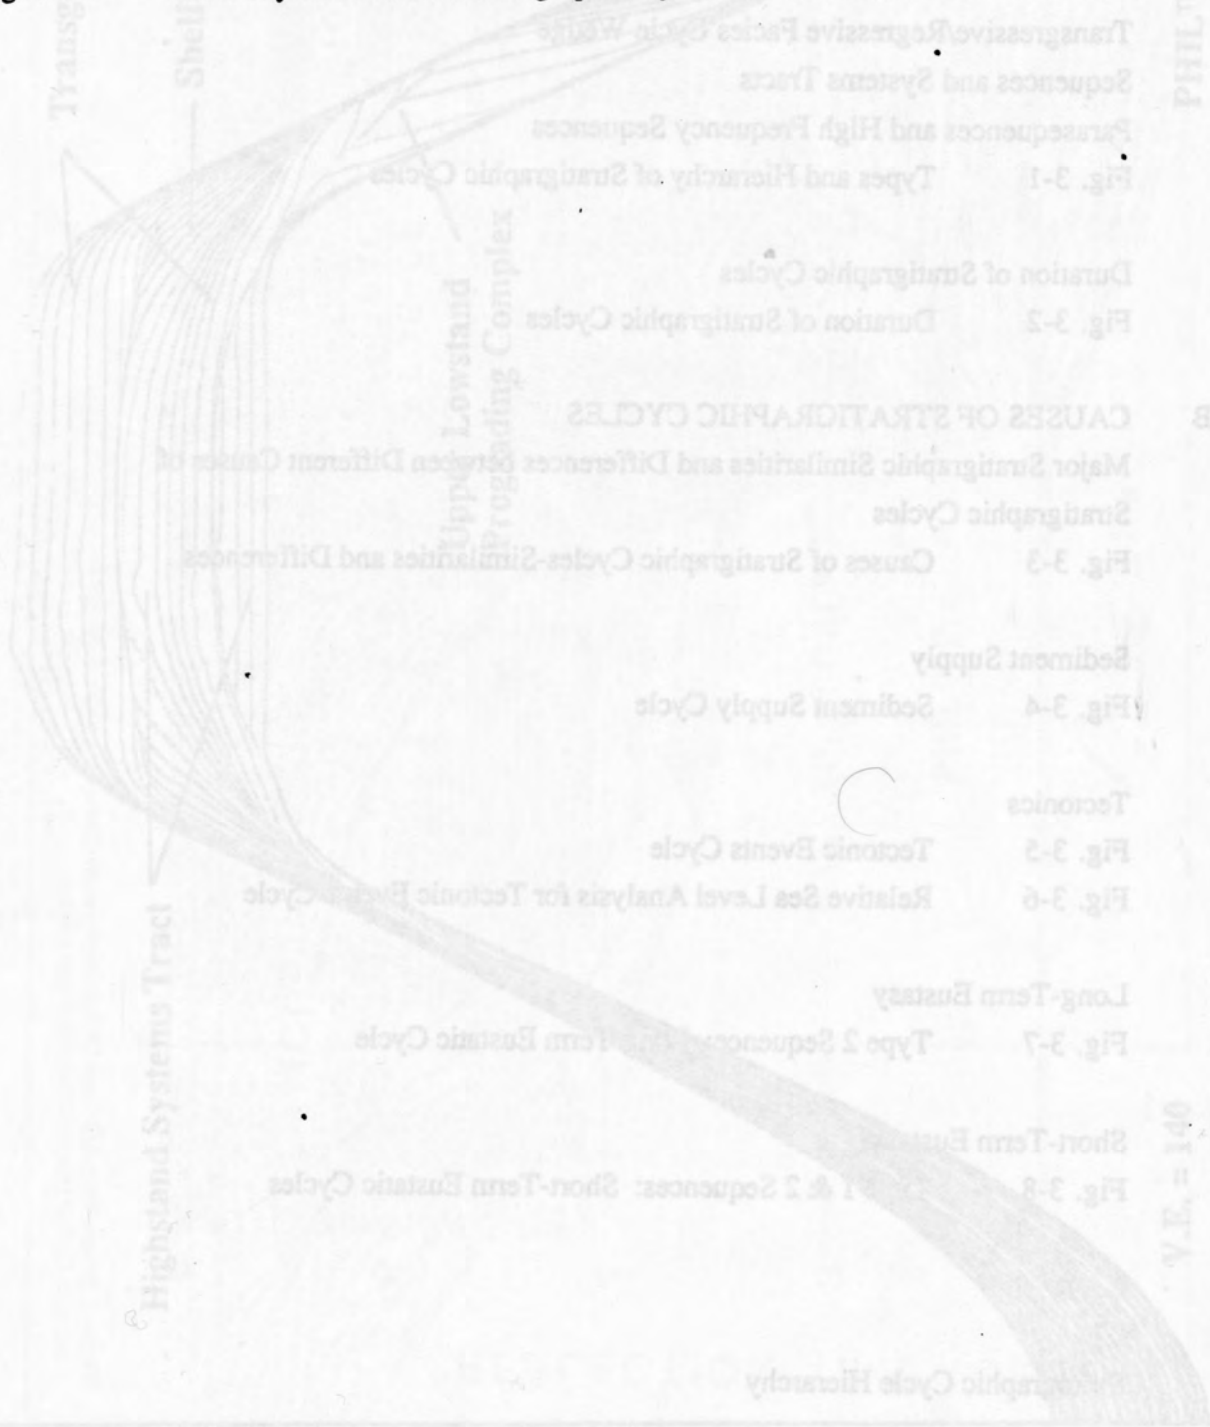 Transgressive/Regressive Facies Cycle Wedge
Sequences and Systems Tracts
Parasequences and High Frequency Sequences
Fig. 3-1 Types and Hierarchy of Stratigraphic Cycles
Duration of Stratigraphic Cycles
Fig. 3-2 Duration of Stratigraphic Cycles
B CAUSES OF STRATIGRAPHIC CYCLES
Major Stratigraphic Similarities and Differences between Different Causes of
Stratigraphic Cycles
Fig. 3-3 Causes of Stratigraphic Cycles-Similarities and Differences
Sediment Supply
Fig. 3-4 Sediment Supply Cycle
Tectonics
Fig. 3-5 Tectonic Events Cycle
Fig. 3-6 Relative Sea Level Analysis for Tectonic Events Cycle
Long-Term Eustasy
Fig. 3-7 Type 2 Sequence: Long-Term Eustatic Cycle
Short-Term Eustasy
Fig. 3-8 1 & 2 Sequences: Short-Term Eustatic Cycles
Stratigraphic Cycle Hierarchy
Transg
Shelf
Upper Lowstand
Prograding Complex
Highstand Systems Tract
V.E. = 140